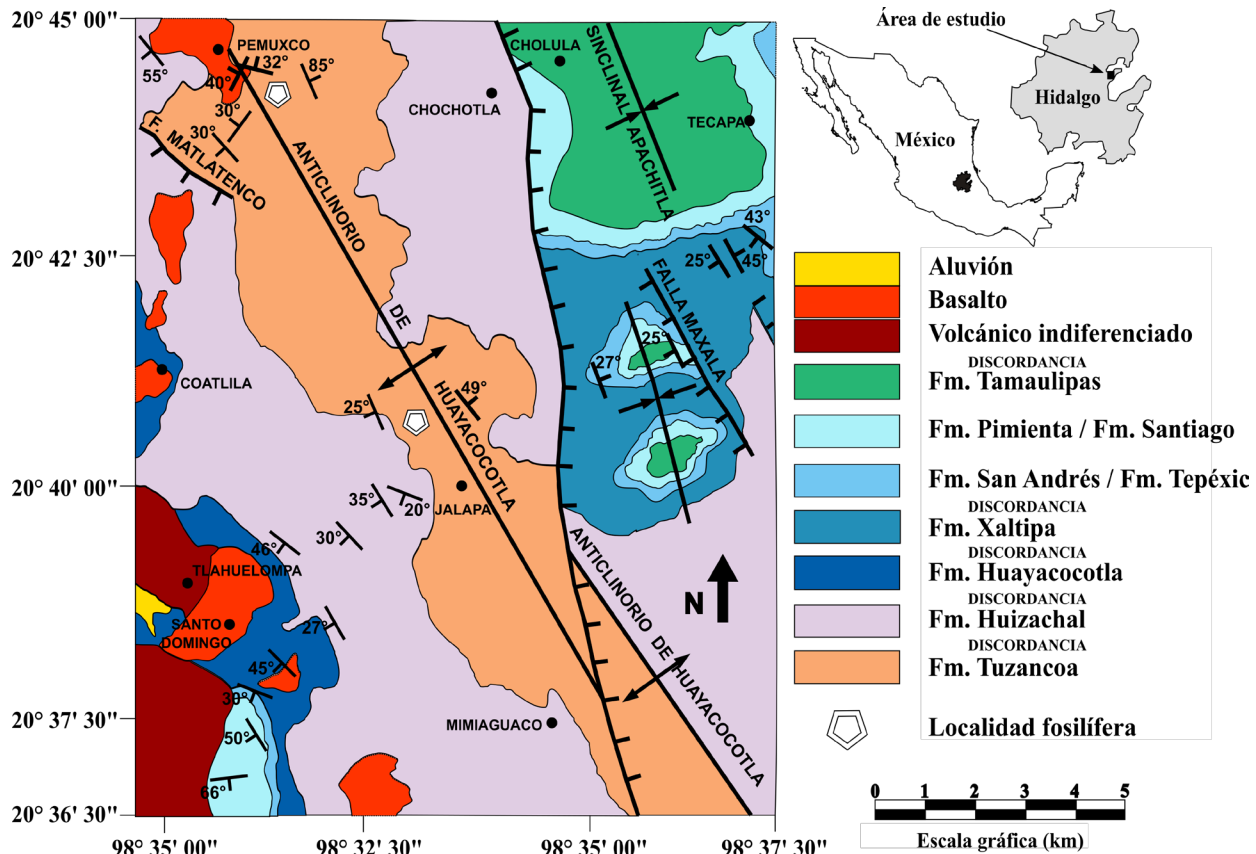 20° 45' 00"
20° 42' 30"
20° 40' 00"
20° 37' 30"
20° 36' 30"
98° 35' 00"
98° 32' 30"
98° 35' 00"
98° 37' 30"
PEMUXCO
55°
40°
32°
85°
30°
30°
F. MATLATENCO
CHOCHOTLA
CHOLULA
SINCLINAL APACHITLA
TECAPA
ANTICLINORIO DE HUAYACOCOTLA
43°
25°
45°
FALLA MAXALA
25°
27°
COATLILA
49°
25°
35°
20°
JALAPA
30°
46°
TLAHUELOMPA
SANTO
DOMINGO
27°
45°
30°
50°
66°
MIMIAGUACO
ANTICLINORIO DE HUAYACOCOTLA
N
Área de estudio
Hidalgo
México
Aluvión
Basalto
Volcánico indiferenciado
DISCORDANCIA
Fm. Tamaulipas
Fm. Pimienta / Fm. Santiago
Fm. San Andrés / Fm. Tepéxic
DISCORDANCIA
Fm. Xaltipa
DISCORDANCIA
Fm. Huayacocotla
DISCORDANCIA
Fm. Huizachal
DISCORDANCIA
Fm. Tuzancoa
Localidad fosilífera
0 1 2 3 4 5
Escala gráfica (km)